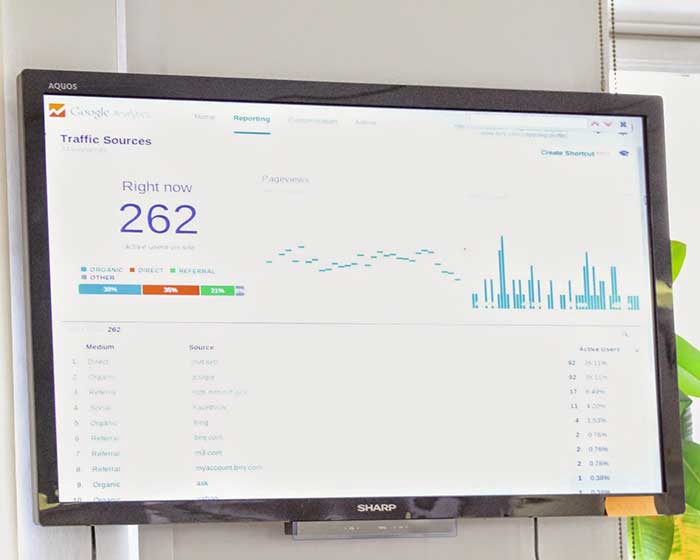 AQUOS
Google Analytics
Home Reporting Customization Admin
Traffic Sources
Create Shortcut
Right now
262
active users on site
ORGANIC DIRECT REFERRAL
OTHER
38% 35% 21%
Pageviews
262
Medium Source Active Users
1. Direct 92 35.11%
2. Organic google 92 35.11%
3. Referral 17 6.49%
4. Social Facebook 11 4.20%
5. Organic bing 4 1.53%
6. Referral bmj.com 2 0.76%
7. Referral m3.com 2 0.76%
8. Referral myaccount.bmj.com 2 0.76%
9. Organic ask 1 0.38%
10. Organic yahoo 1 0.38%
SHARP